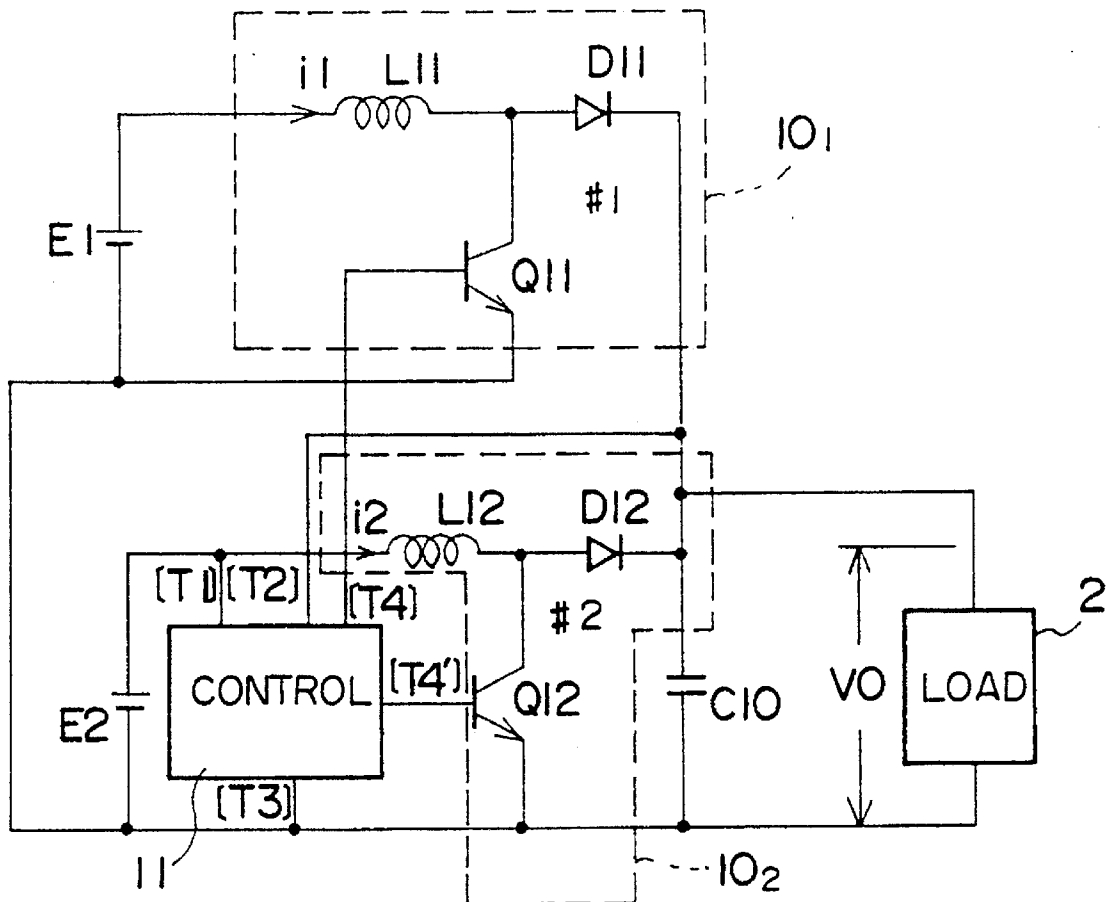 i1
L11
D11
10₁
#1
E1
Q11
i2
L12
D12
[T1]
[T2]
[T4]
#2
2
CONTROL
[T4']
Q12
C10
VO
LOAD
E2
[T3]
11
10₂